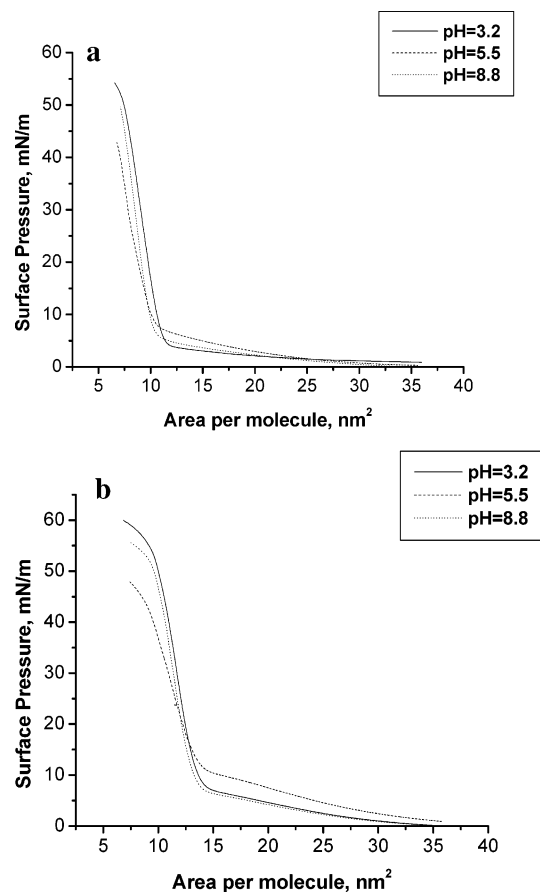 pH=3.2
pH=5.5
pH=8.8
a
60
50
40
30
20
10
0
Surface Pressure, mN/m
5 10 15 20 25 30 35 40
Area per molecule, nm²
pH=3.2
pH=5.5
pH=8.8
b
60
50
40
30
20
10
0
Surface Pressure, mN/m
5 10 15 20 25 30 35 40
Area per molecule, nm²